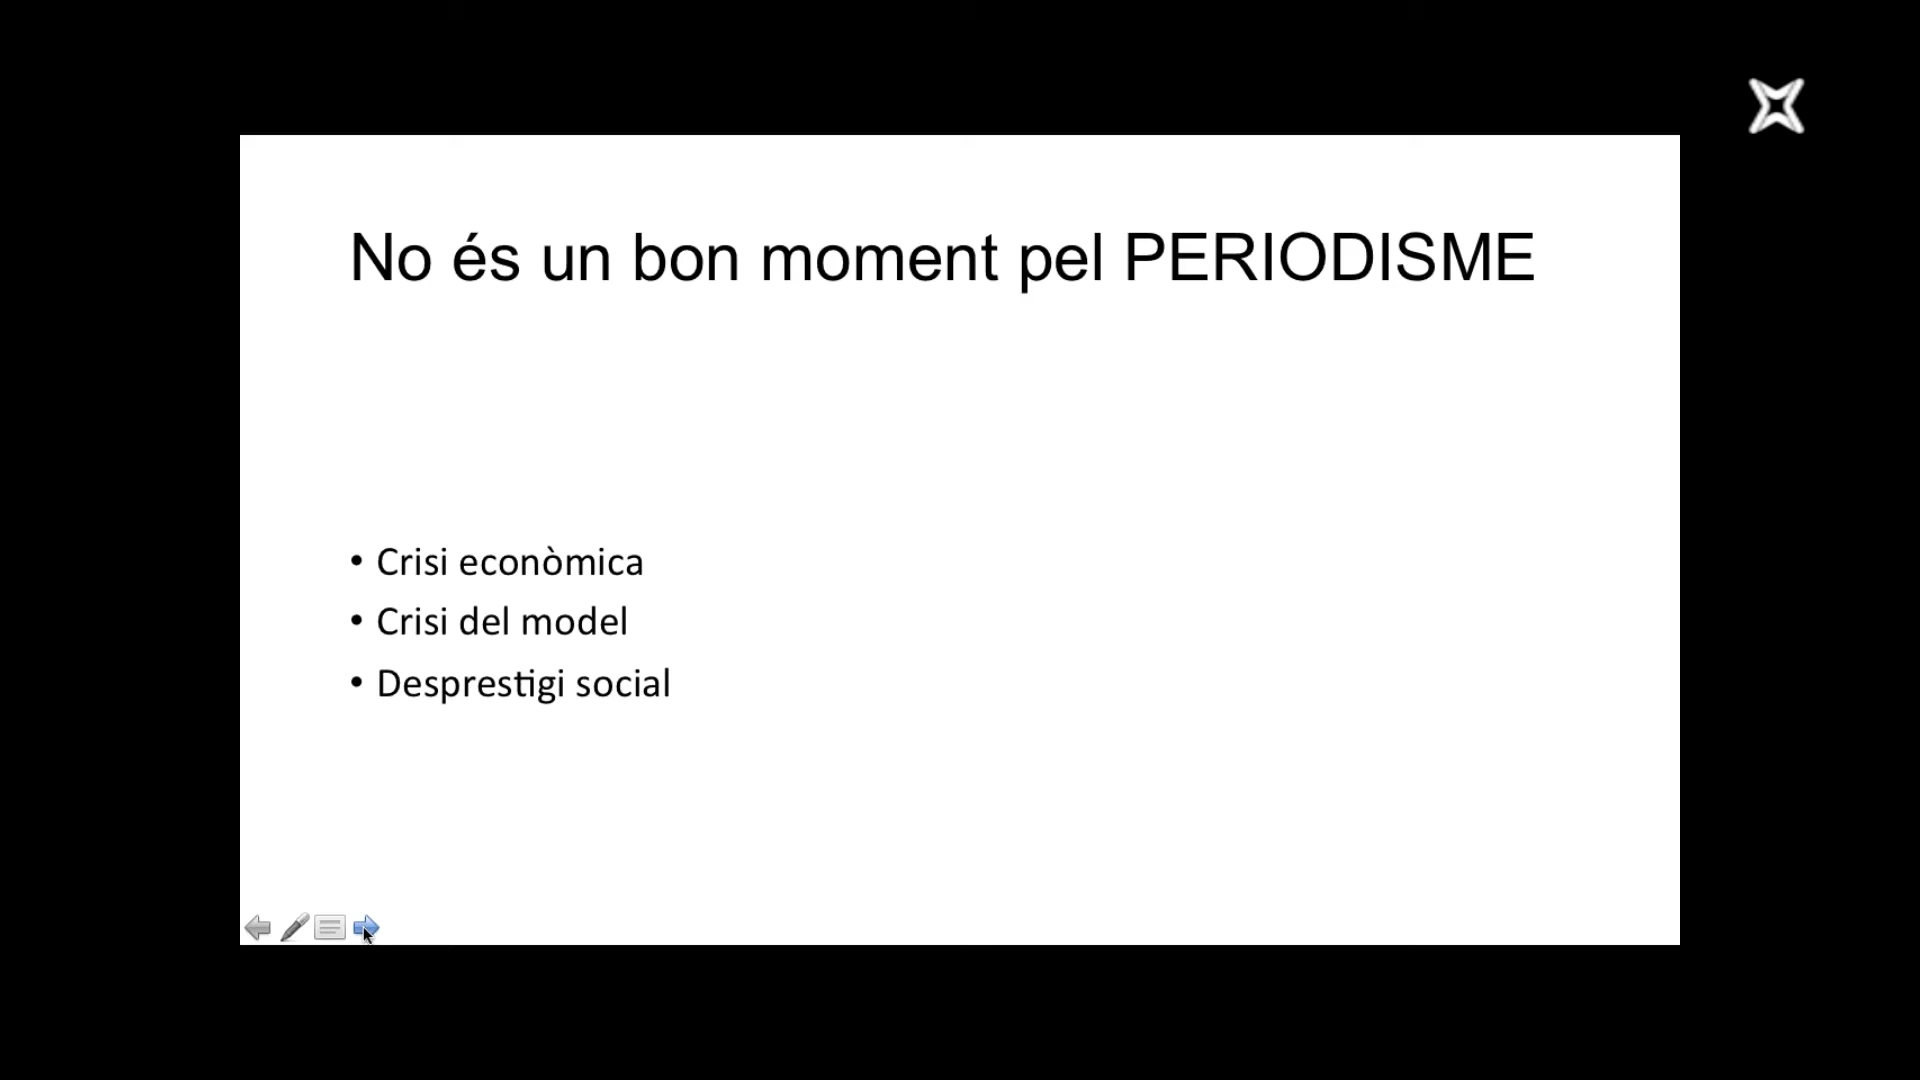 No és un bon moment pel PERIODISME
• Crisi econòmica
• Crisi del model
• Desprestigi social